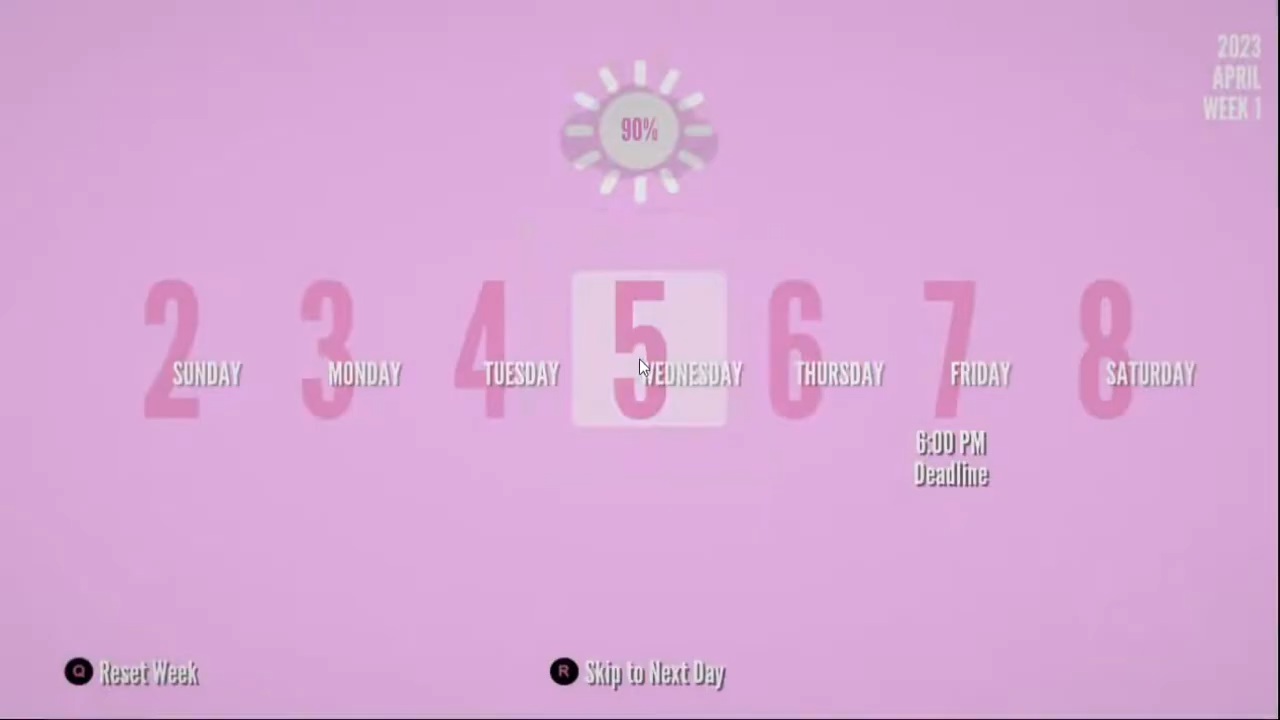 2023
APRIL
WEEK 1
90%
2 3 4 5 6 7 8
SUNDAY MONDAY TUESDAY WEDNESDAY THURSDAY FRIDAY SATURDAY
6:00 PM
Deadline
Q Reset Week
R Skip to Next Day